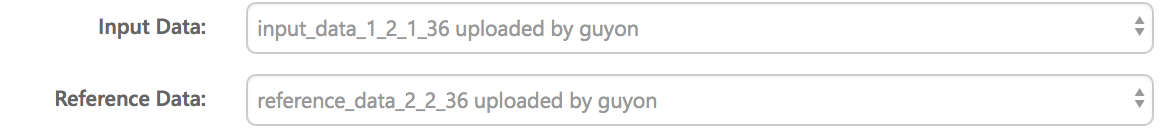 Input Data: input_data_1_2_1_36 uploaded by guyon
Reference Data: reference_data_2_2_36 uploaded by guyon